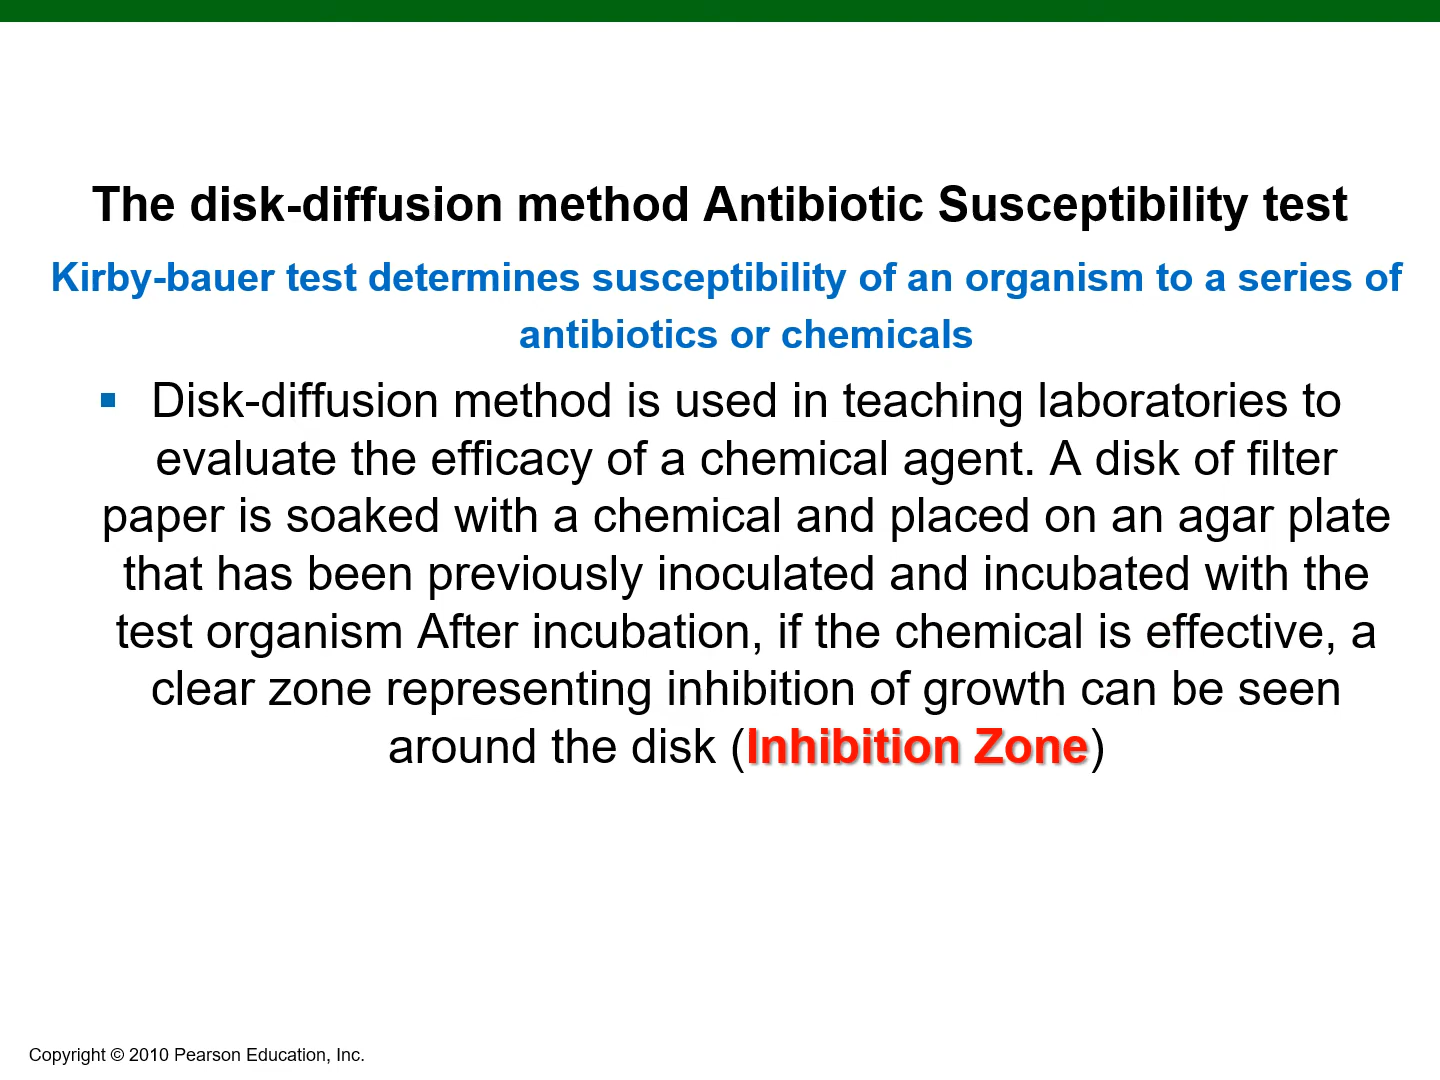 The disk-diffusion method Antibiotic Susceptibility test
Kirby-bauer test determines susceptibility of an organism to a series of
antibiotics or chemicals
▪ Disk-diffusion method is used in teaching laboratories to
evaluate the efficacy of a chemical agent. A disk of filter
paper is soaked with a chemical and placed on an agar plate
that has been previously inoculated and incubated with the
test organism After incubation, if the chemical is effective, a
clear zone representing inhibition of growth can be seen
around the disk (Inhibition Zone)
Copyright © 2010 Pearson Education, Inc.